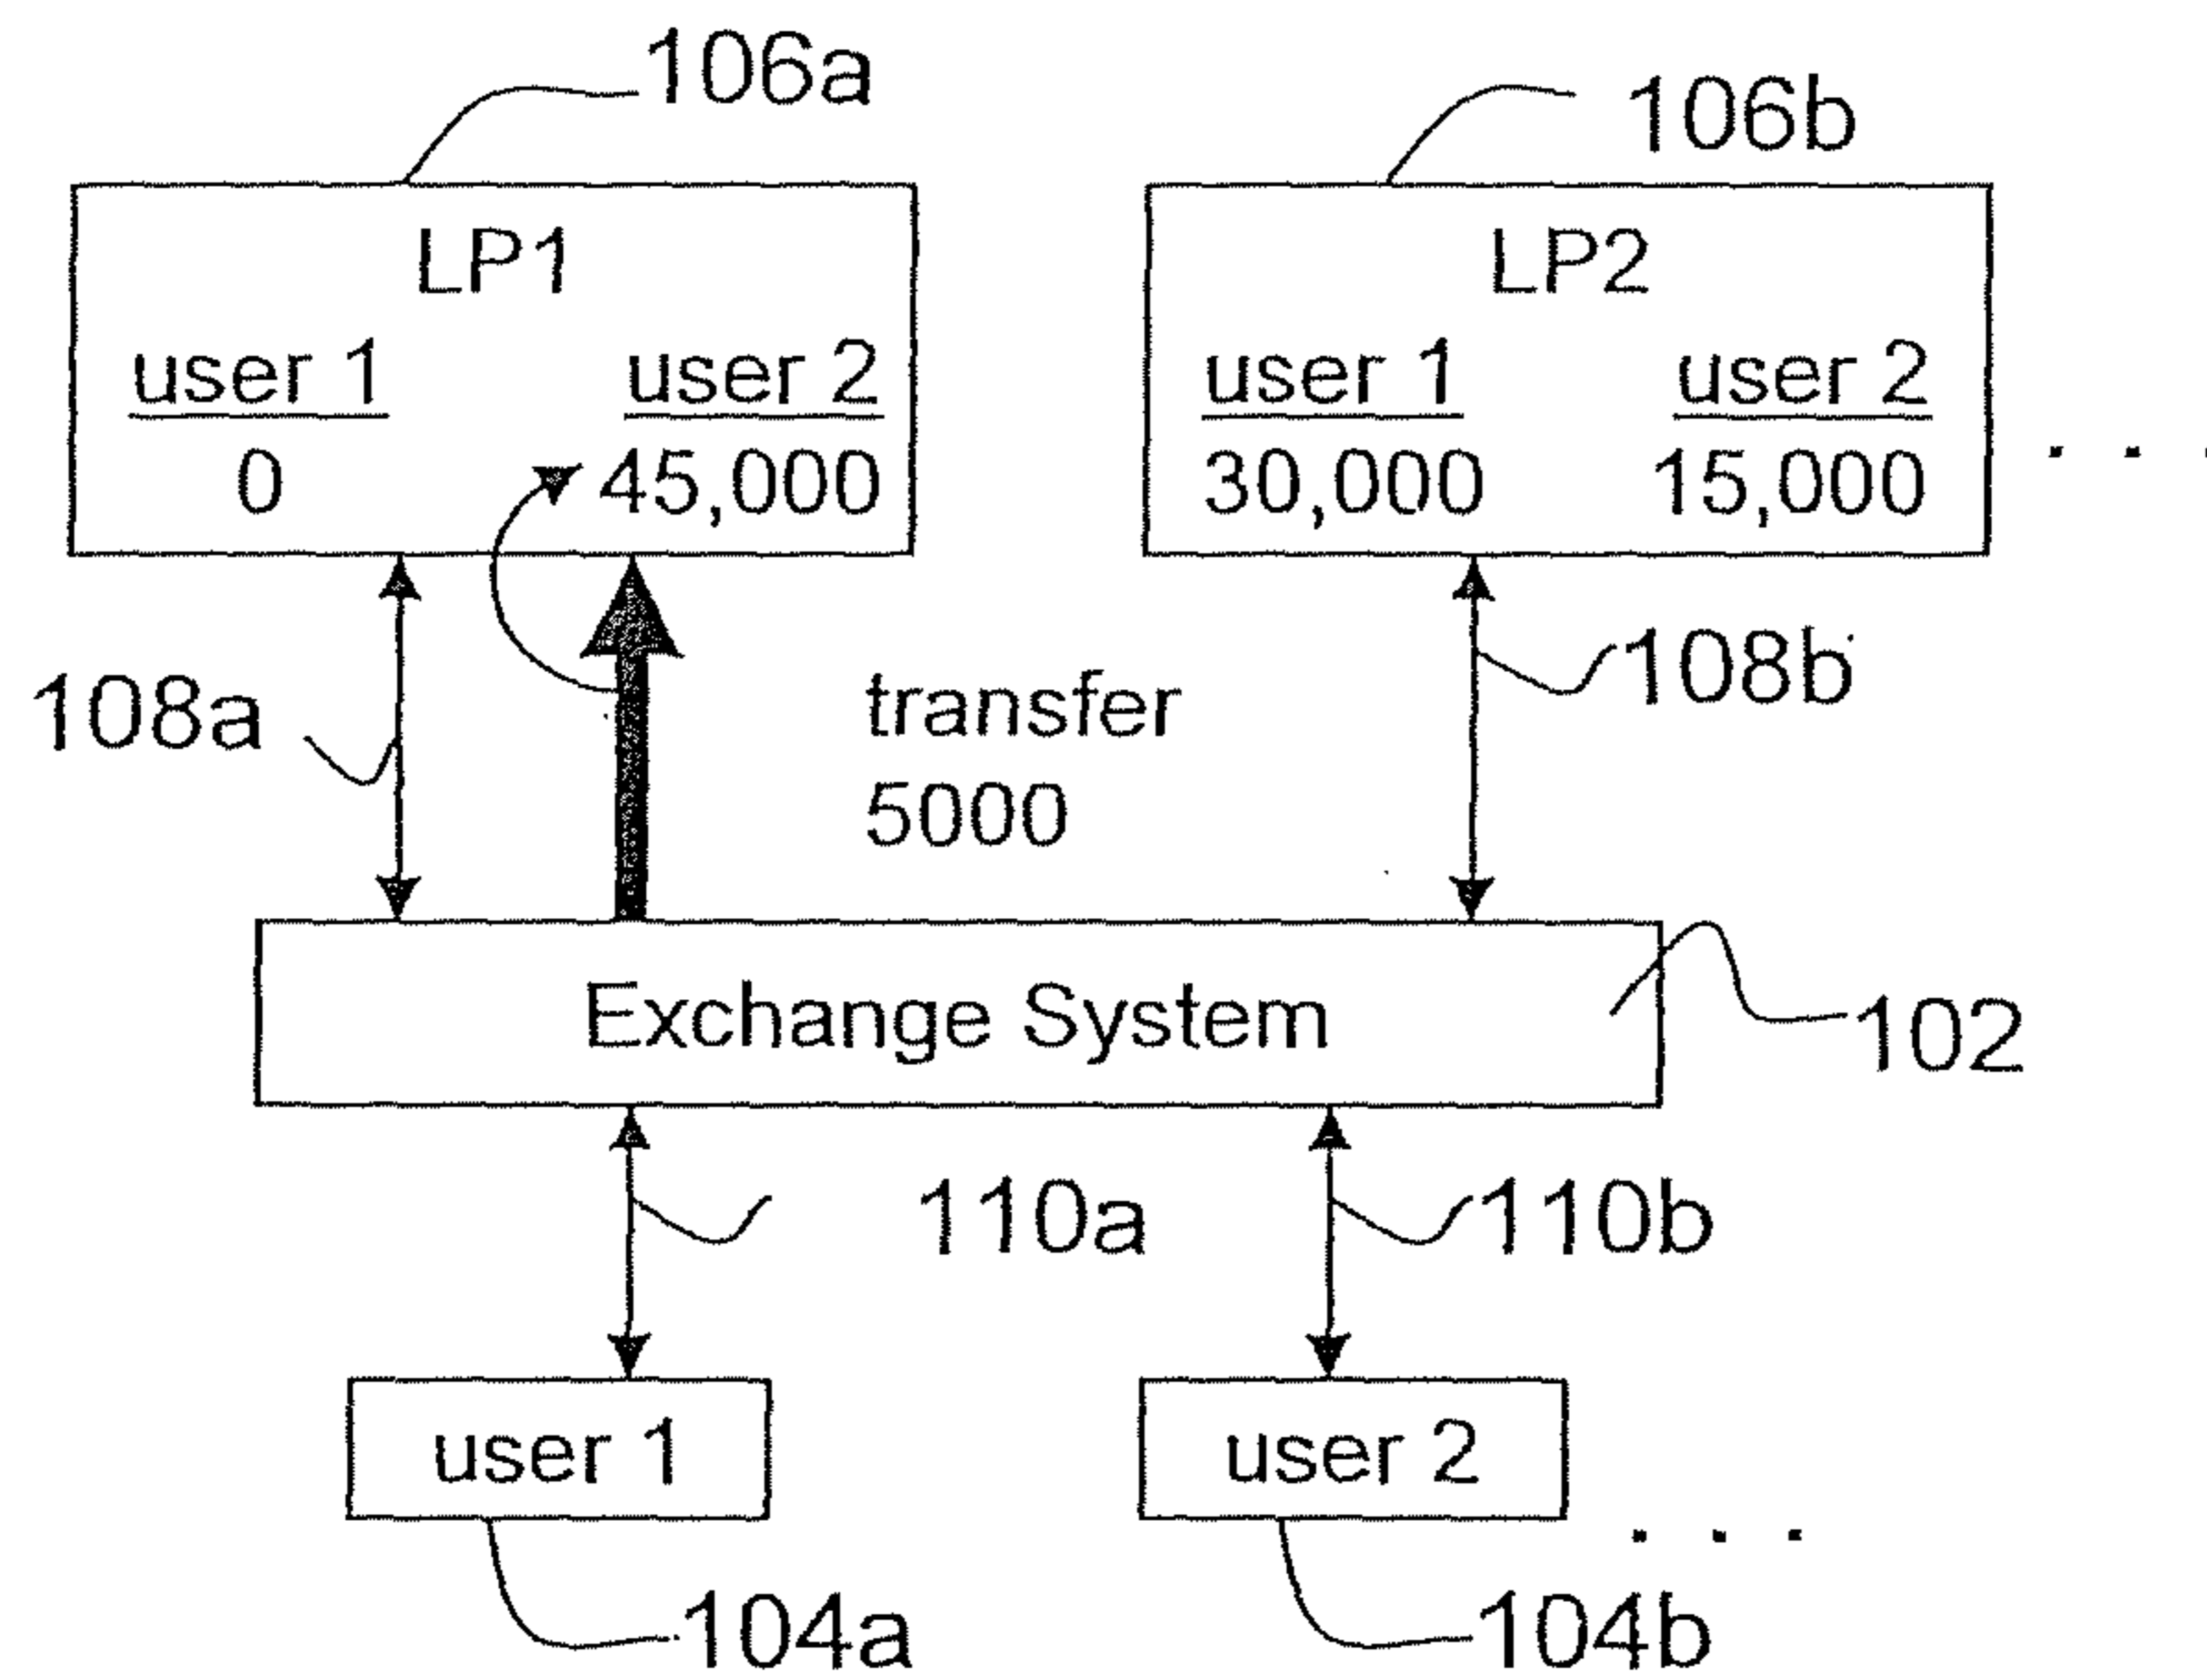 106a
106b
LP1
LP2
user 1 user 2
user 1 user 2
0 45,000
30,000 15,000
. . .
108a
transfer
5000
108b
Exchange System
102
110a
110b
user 1
user 2
. . .
104a
104b